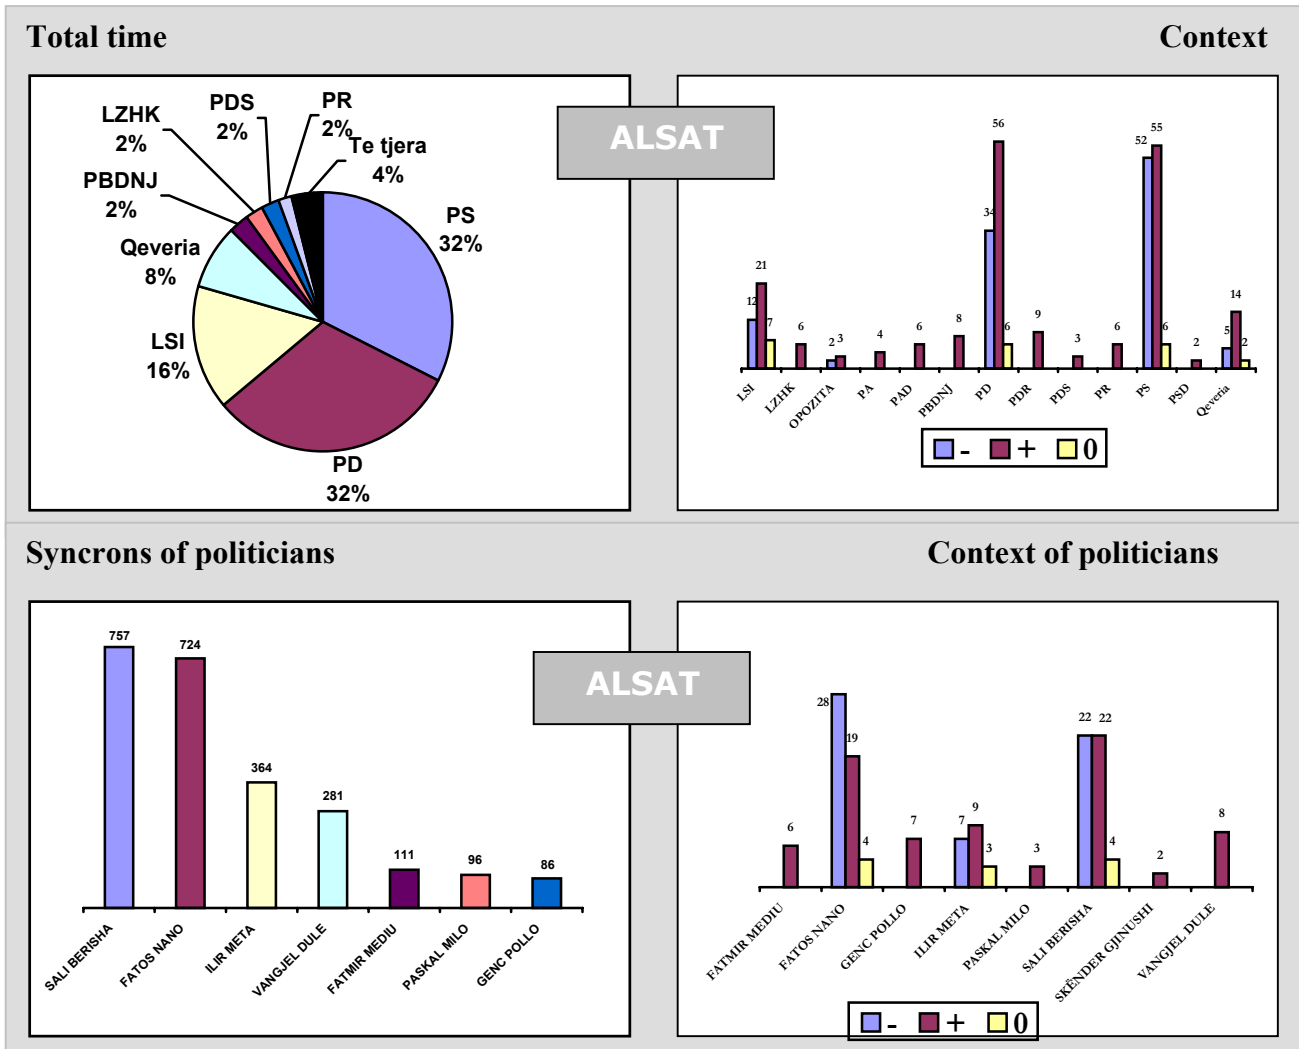 Total time
Context
ALSAT
PDS
2%
PR
2%
LZHK
2%
Te tjera
4%
PBDNJ
2%
PS
32%
Qeveria
8%
LSI
16%
PD
32%
12
21
7
6
2
3
4
6
8
34
56
6
9
3
6
52
55
6
2
5
14
2
LSI
LZHK
OPOZITA
PA
PAD
PBDNJ
PD
PDR
PDS
PR
PS
PSD
Qeveria
- + 0
Syncrons of politicians
Context of politicians
ALSAT
757
724
364
281
111
96
86
SALI BERISHA
FATOS NANO
ILIR META
VANGJEL DULE
FATMIR MEDIU
PASKAL MILO
GENC POLLO
6
28
19
4
7
7
9
3
3
22
22
4
2
8
FATMIR MEDIU
FATOS NANO
GENC POLLO
ILIR META
PASKAL MILO
SALI BERISHA
SKËNDER GJINUSHI
VANGJEL DULE
- + 0